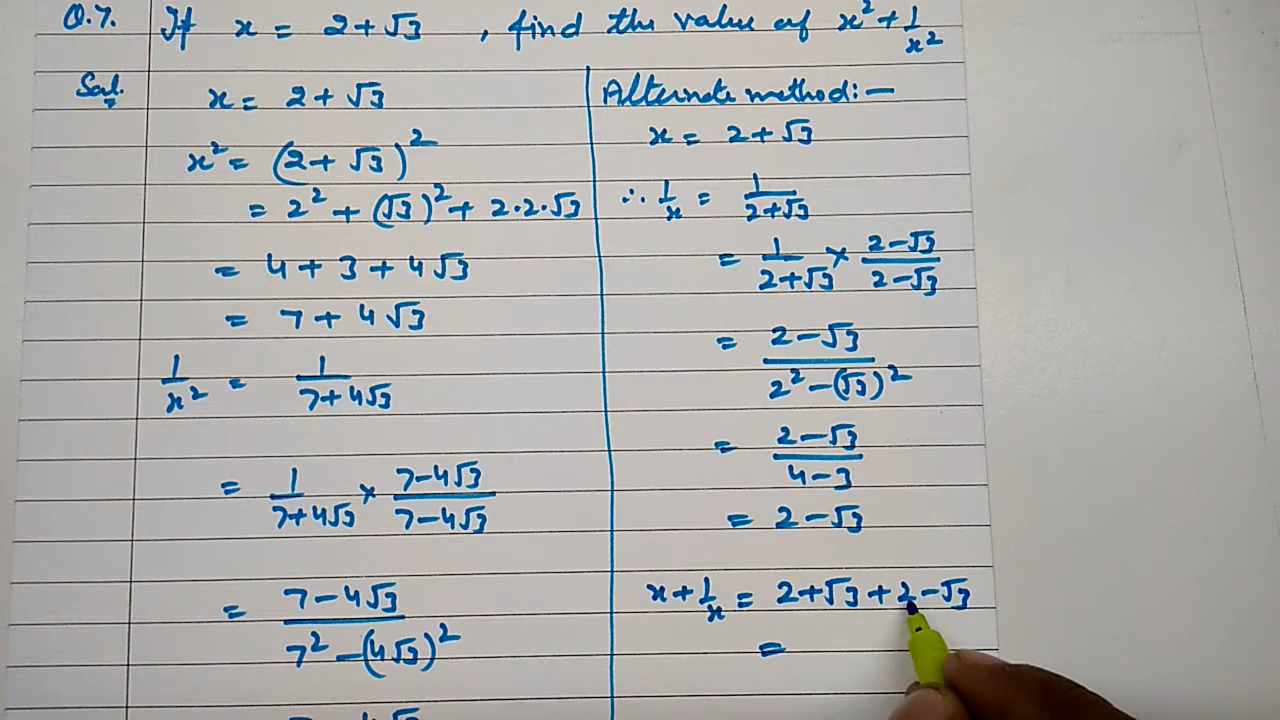 Q.7. If x = 2+√3 , find the value of x²+1/x²
Sol. x = 2+√3
x² = (2+√3)²
= 2² + (√3)² + 2·2·√3
= 4+3+4√3
= 7+4√3
1/x² = 1/7+4√3
= 1/7+4√3 × 7-4√3/7-4√3
= 7-4√3/7²-(4√3)²
Alternate method:-
x = 2+√3
∴ 1/x = 1/2+√3
= 1/2+√3 × 2-√3/2-√3
= 2-√3/2²-(√3)²
= 2-√3/4-3
= 2-√3
x+1/x = 2+√3+2-√3
=